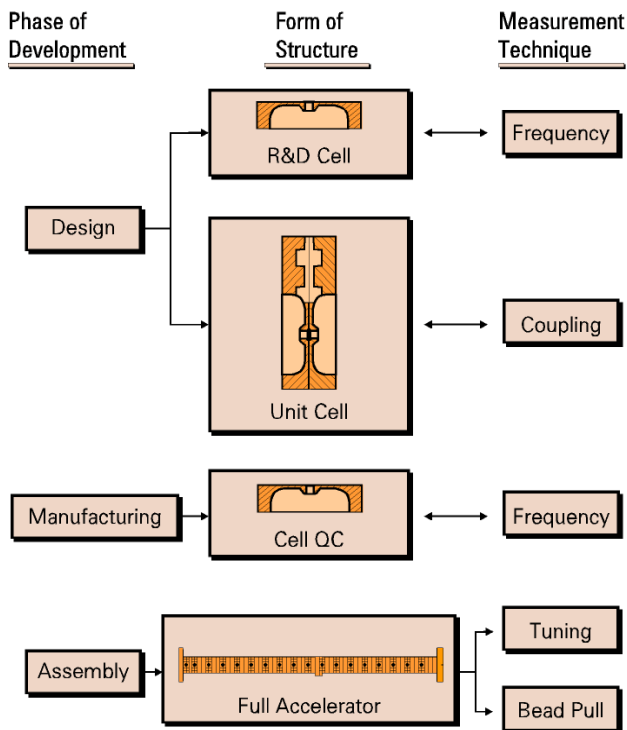 Phase of
Development
Form of
Structure
Measurement
Technique
R&D Cell
Frequency
Design
Unit Cell
Coupling
Manufacturing
Cell QC
Frequency
Assembly
Full Accelerator
Tuning
Bead Pull